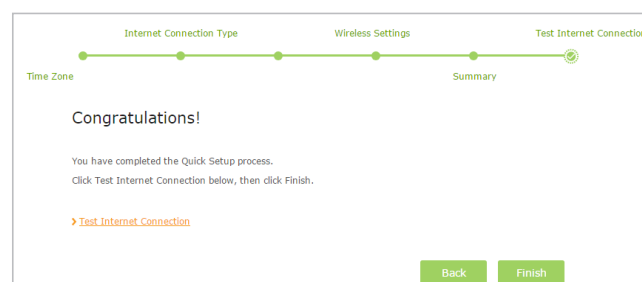 Internet Connection Type Wireless Settings Test Internet Connection
Time Zone Summary
Congratulations!
You have completed the Quick Setup process.
Click Test Internet Connection below, then click Finish.
Test Internet Connection
Back Finish